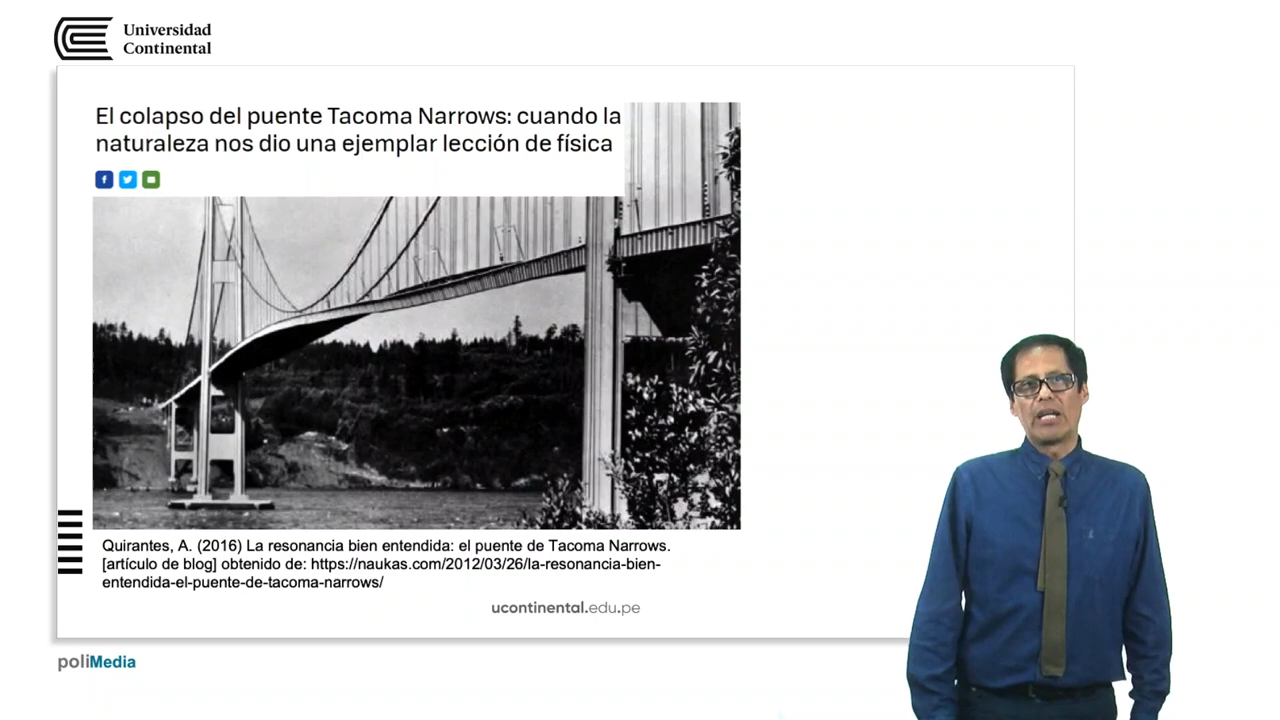 Universidad
Continental
El colapso del puente Tacoma Narrows: cuando la
naturaleza nos dio una ejemplar lección de física
Quirantes, A. (2016) La resonancia bien entendida: el puente de Tacoma Narrows.
[artículo de blog] obtenido de: https://naukas.com/2012/03/26/la-resonancia-bien-
entendida-el-puente-de-tacoma-narrows/
ucontinental.edu.pe
poliMedia